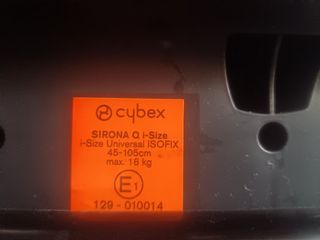 cybex
SIRONA Q i-Size
i-Size Universal ISOFIX
45-105cm
max. 18 kg
E1
129 - 010014